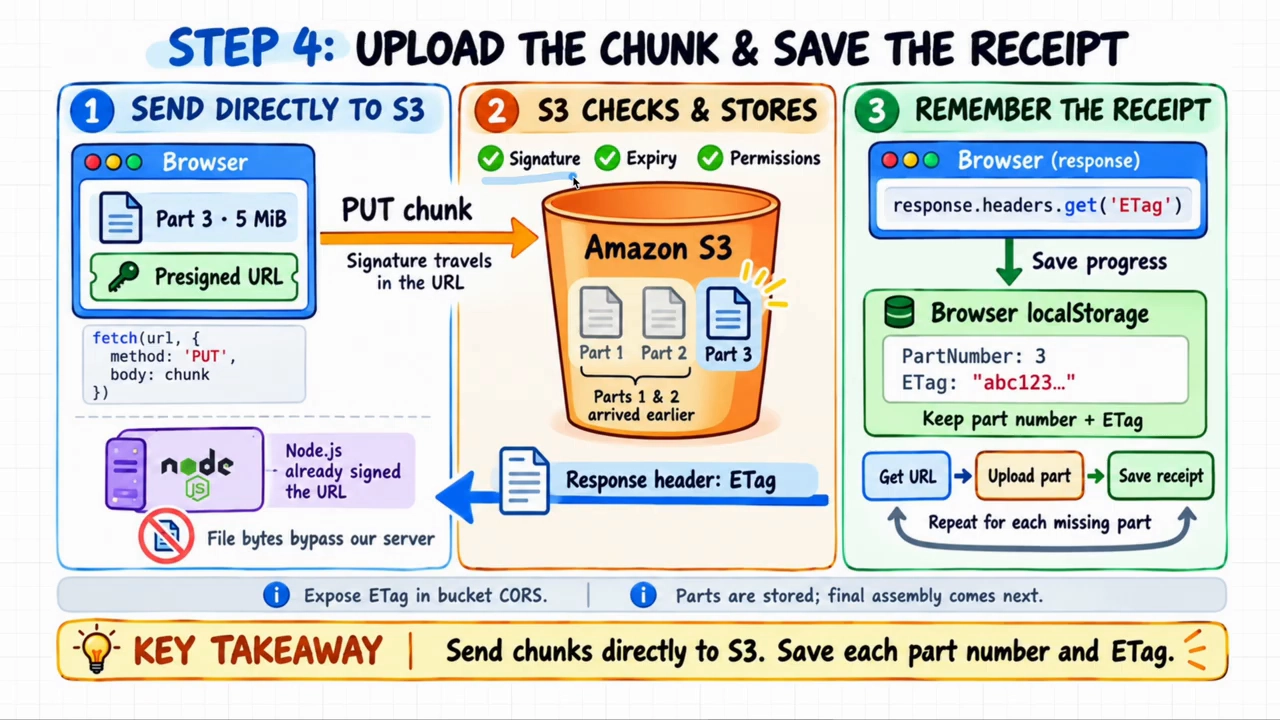 STEP 4: UPLOAD THE CHUNK & SAVE THE RECEIPT
1 SEND DIRECTLY TO S3
Browser
Part 3 · 5 MiB
Presigned URL
fetch(url, {
method: 'PUT',
body: chunk
})
PUT chunk
Signature travels
in the URL
node
JS
Node.js
already signed
the URL
File bytes bypass our server
2 S3 CHECKS & STORES
Signature Expiry Permissions
Amazon S3
Part 1 Part 2 Part 3
Parts 1 & 2
arrived earlier
Response header: ETag
3 REMEMBER THE RECEIPT
Browser (response)
response.headers.get('ETag')
Save progress
Browser localStorage
PartNumber: 3
ETag: "abc123…"
Keep part number + ETag
Get URL Upload part Save receipt
Repeat for each missing part
i Expose ETag in bucket CORS. i Parts are stored; final assembly comes next.
KEY TAKEAWAY Send chunks directly to S3. Save each part number and ETag.